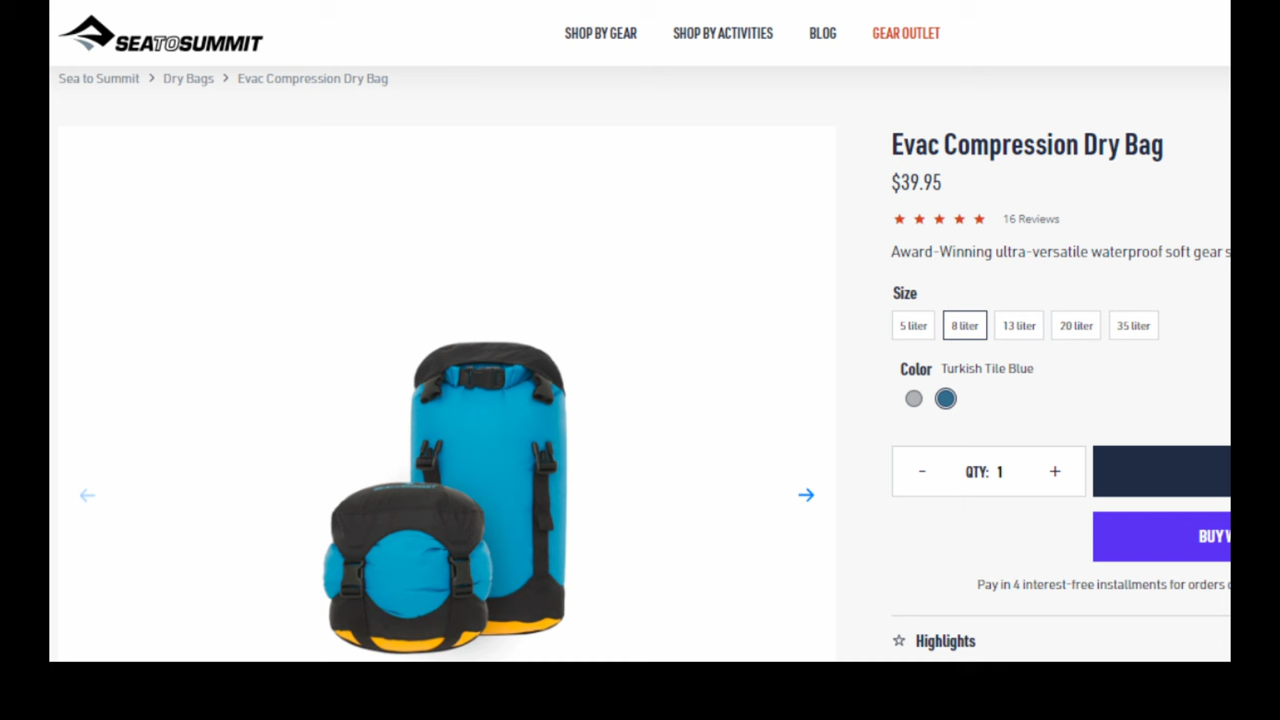 SEATOSUMMIT
SHOP BY GEAR
SHOP BY ACTIVITIES
BLOG
GEAR OUTLET
Sea to Summit > Dry Bags > Evac Compression Dry Bag
Evac Compression Dry Bag
$39.95
16 Reviews
Award-Winning ultra-versatile waterproof soft gear s
Size
5 liter
8 liter
13 liter
20 liter
35 liter
Color Turkish Tile Blue
- QTY: 1 +
BUY
Pay in 4 interest-free installments for orders
Highlights